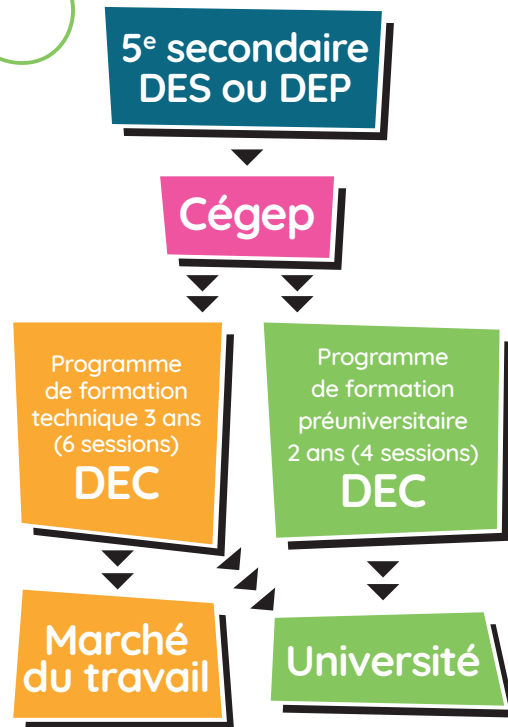 5e secondaire
DES ou DEP
Cégep
Programme
de formation
technique 3 ans
(6 sessions)
DEC
Programme
de formation
préuniversitaire
2 ans (4 sessions)
DEC
Marché
du travail
Université